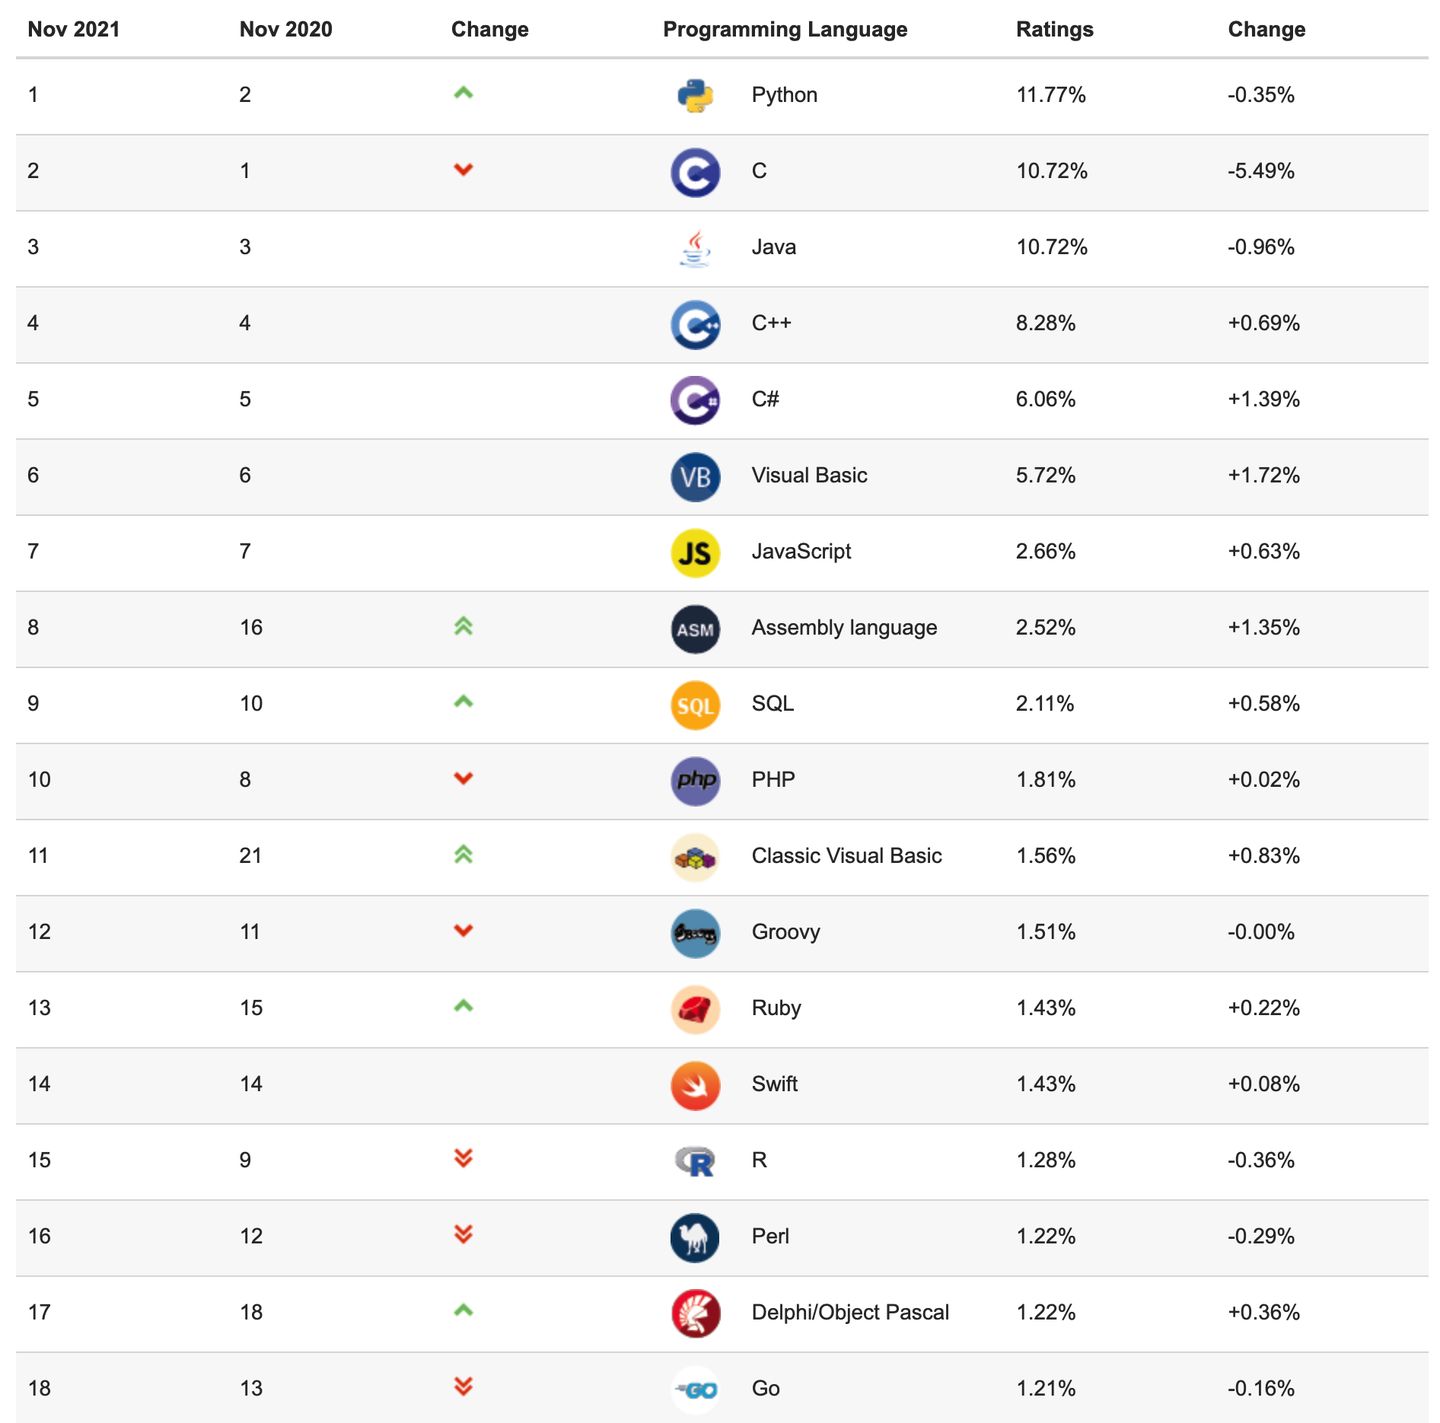 Nov 2021 Nov 2020 Change Programming Language Ratings Change
1 2 Python 11.77% -0.35%
2 1 C C 10.72% -5.49%
3 3 Java 10.72% -0.96%
4 4 C++ C++ 8.28% +0.69%
5 5 C# C# 6.06% +1.39%
6 6 VB Visual Basic 5.72% +1.72%
7 7 JS JavaScript 2.66% +0.63%
8 16 ASM Assembly language 2.52% +1.35%
9 10 SQL SQL 2.11% +0.58%
10 8 php PHP 1.81% +0.02%
11 21 Classic Visual Basic 1.56% +0.83%
12 11 Groovy 1.51% -0.00%
13 15 Ruby 1.43% +0.22%
14 14 Swift 1.43% +0.08%
15 9 R R 1.28% -0.36%
16 12 Perl 1.22% -0.29%
17 18 Delphi/Object Pascal 1.22% +0.36%
18 13 GO Go 1.21% -0.16%